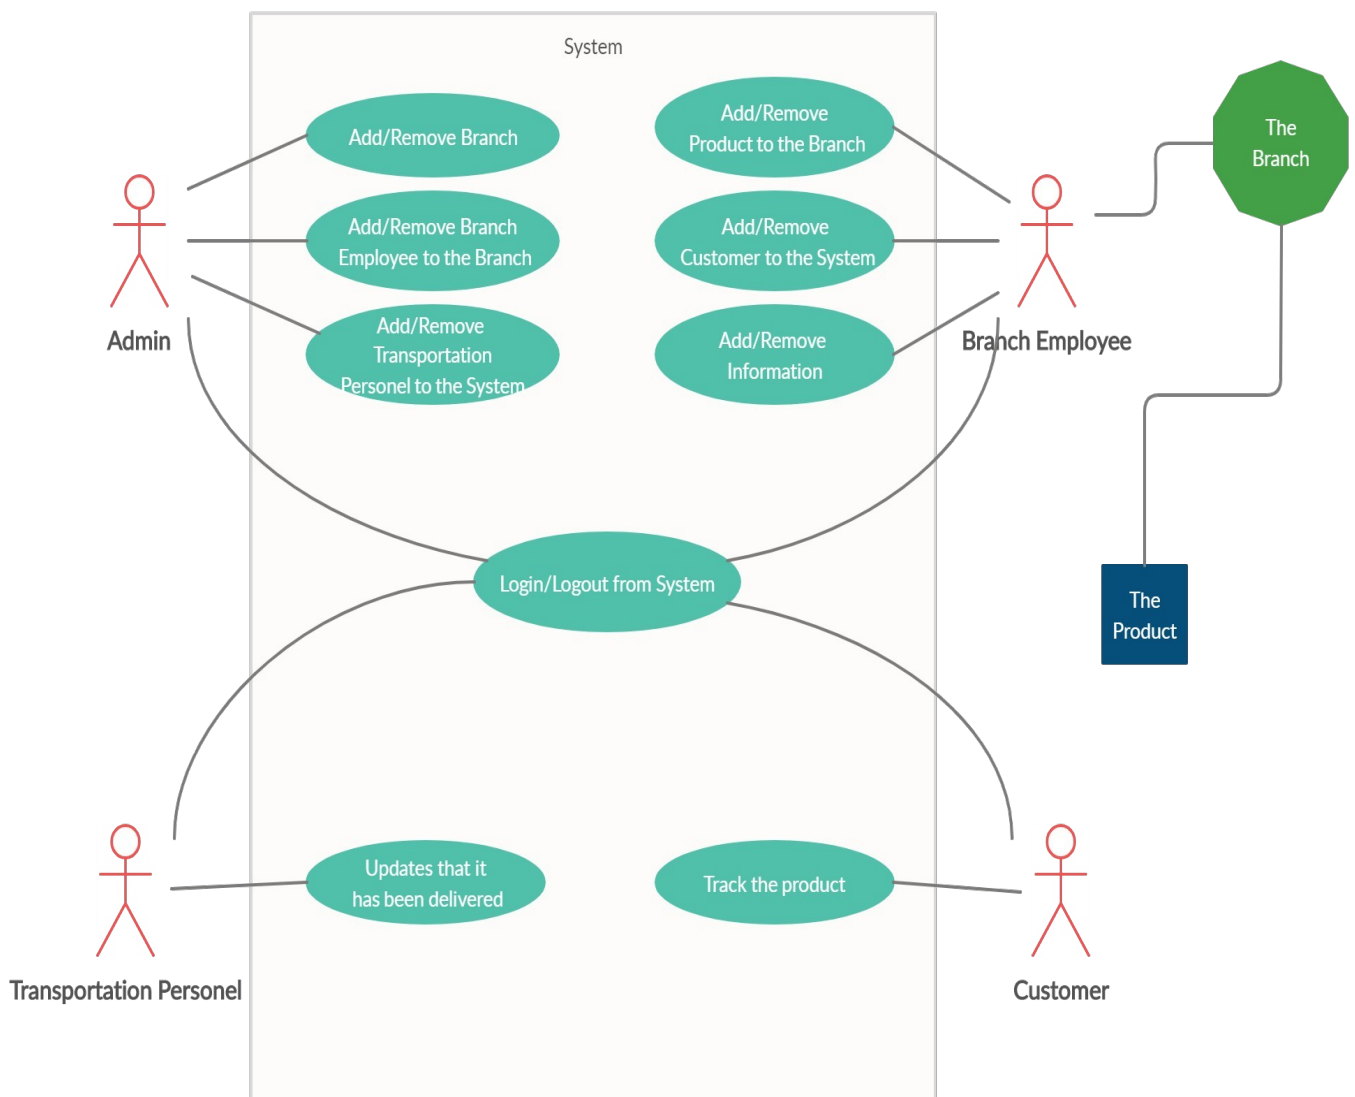 System
Add/Remove Branch
Add/Remove
Product to the Branch
The
Branch
Add/Remove Branch
Employee to the Branch
Add/Remove
Customer to the System
Admin
Add/Remove
Transportation
Personel to the System
Add/Remove
Information
Branch Employee
Login/Logout from System
The
Product
Updates that it
has been delivered
Track the product
Transportation Personel
Customer